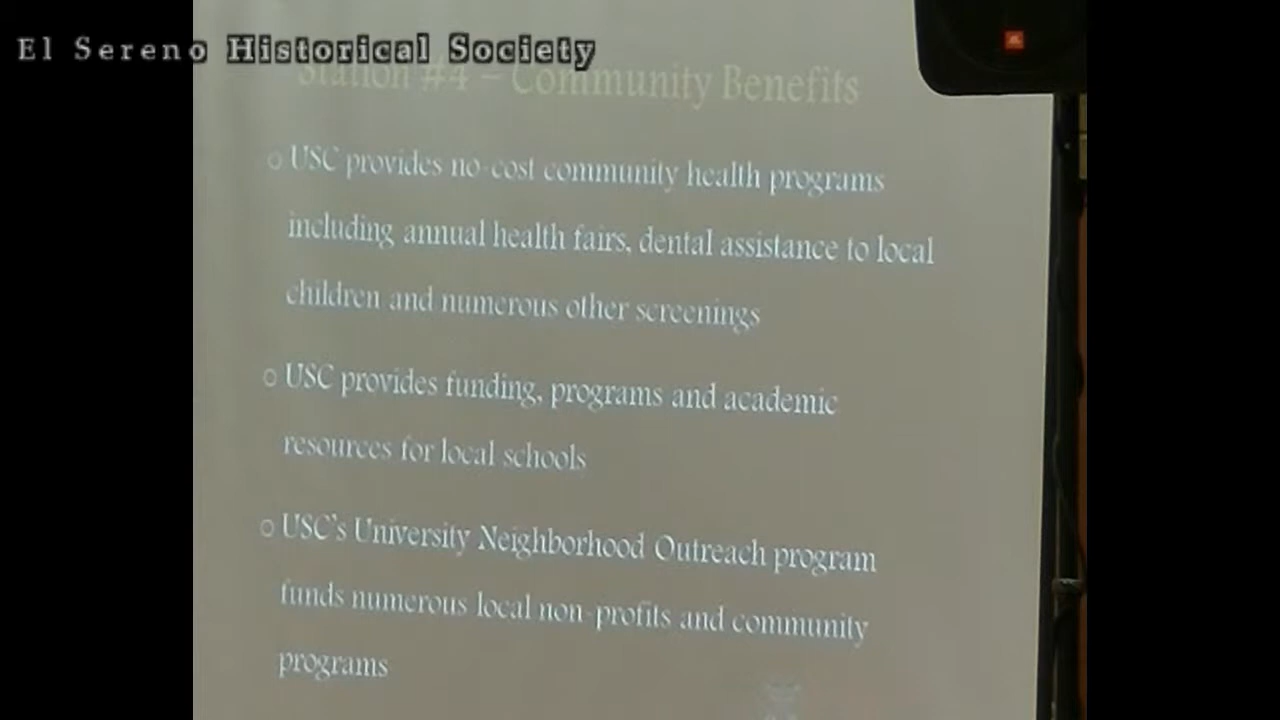 El Sereno Historical Society
Station #4 – Community Benefits
USC provides no-cost community health programs
including annual health fairs, dental assistance to local
children and numerous other screenings
USC provides funding, programs and academic
resources for local schools
USC's University Neighborhood Outreach program
funds numerous local non-profits and community
programs